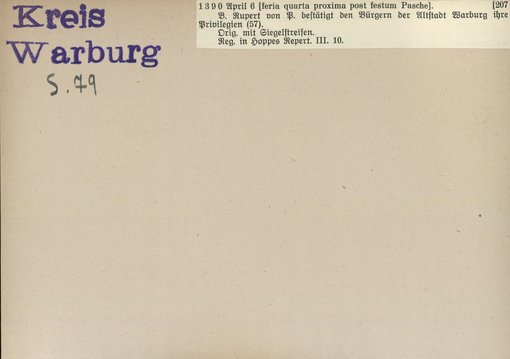 Kreis
Warburg
S. 79
1390 April 6 [feria quarta proxima post festum Pasche]. [207
B. Rupert von P. bestätigt den Bürgern der Altstadt Warburg ihre
Privilegien (57).
Orig. mit Siegelstreifen.
Reg. in Hoppes Repert. III. 10.